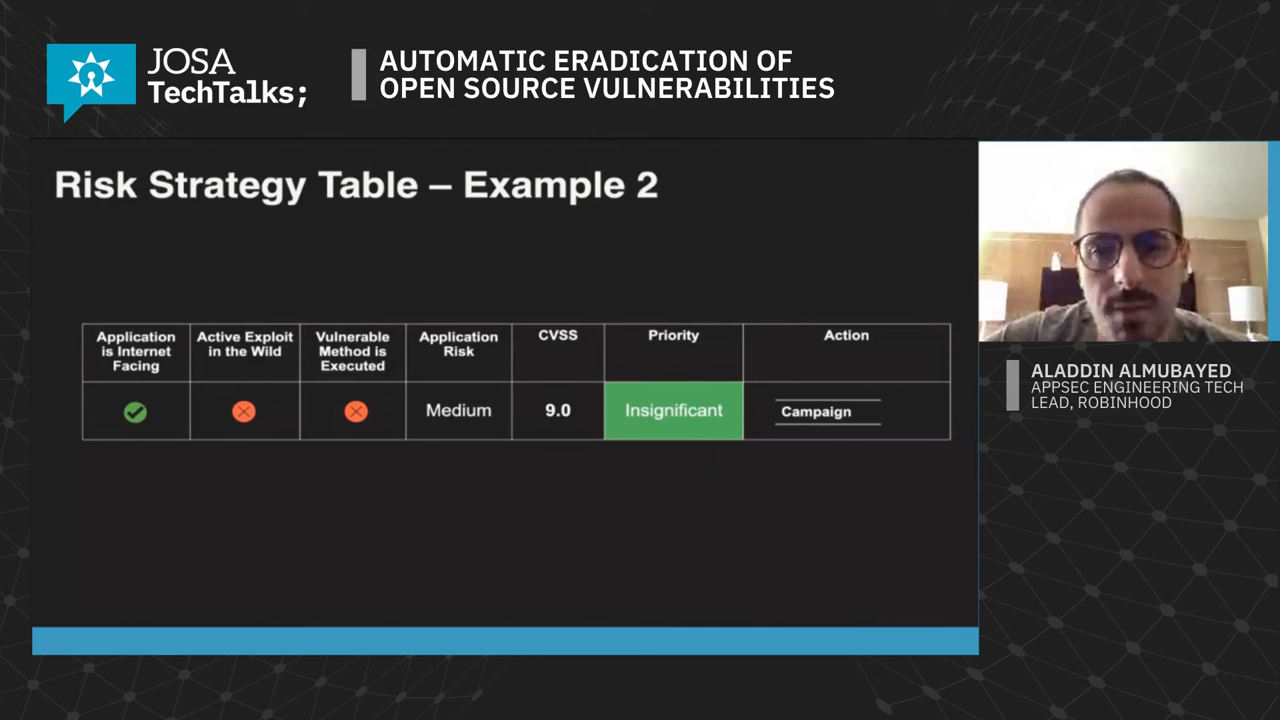 JOSA
TechTalks;
AUTOMATIC ERADICATION OF
OPEN SOURCE VULNERABILITIES
Risk Strategy Table – Example 2
Application
is Internet
Facing
Active Exploit
in the Wild
Vulnerable
Method is
Executed
Application
Risk
CVSS
Priority
Action
Medium
9.0
Insignificant
Campaign
ALADDIN ALMUBAYED
APPSEC ENGINEERING TECH
LEAD, ROBINHOOD